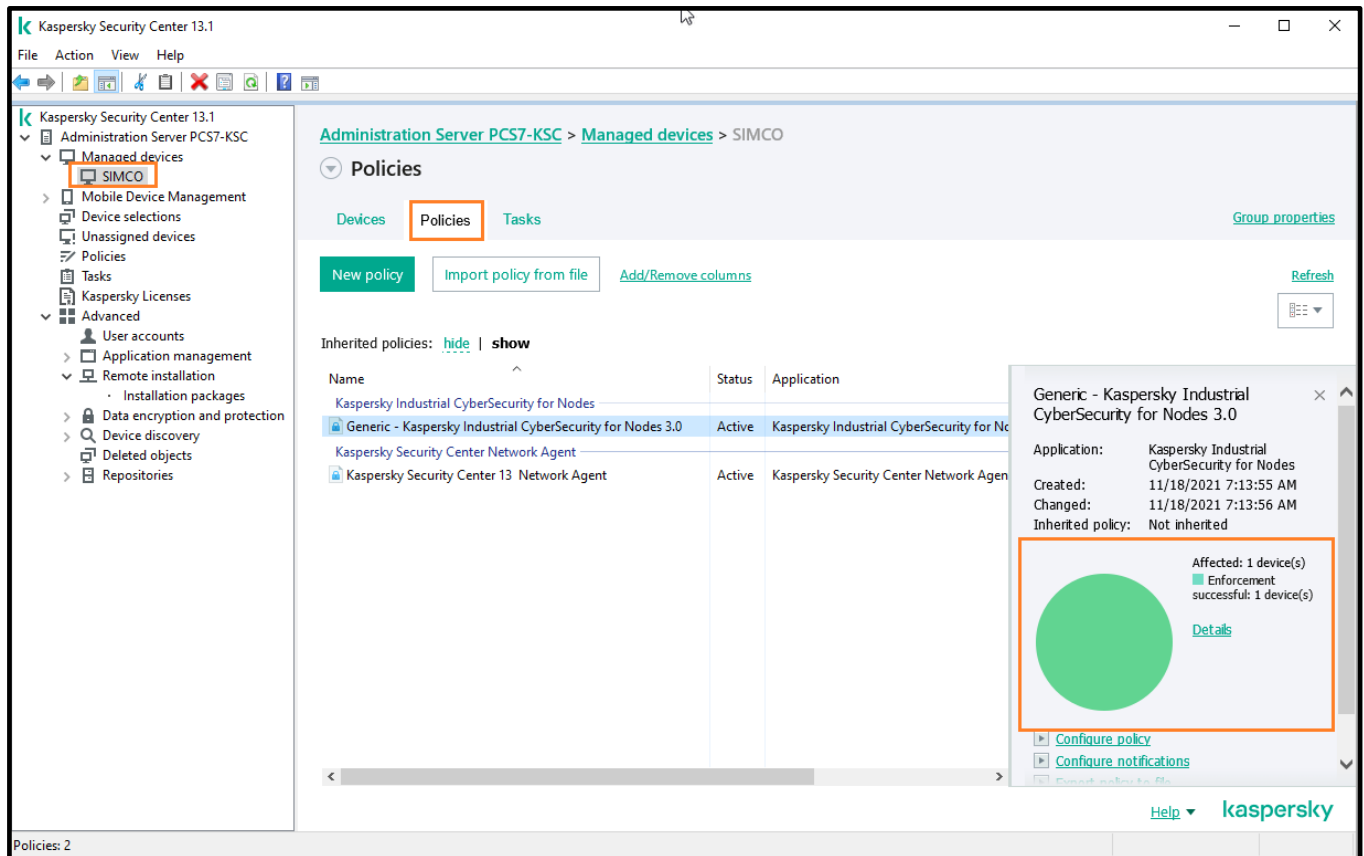 Kaspersky Security Center 13.1
File Action View Help
Kaspersky Security Center 13.1
Administration Server PCS7-KSC
Managed devices
SIMCO
Mobile Device Management
Device selections
Unassigned devices
Policies
Tasks
Kaspersky Licenses
Advanced
User accounts
Application management
Remote installation
Installation packages
Data encryption and protection
Device discovery
Deleted objects
Repositories
Administration Server PCS7-KSC > Managed devices > SIMCO
Policies
Devices Policies Tasks
Group properties
New policy Import policy from file Add/Remove columns
Refresh
Inherited policies: hide | show
Name Status Application
Kaspersky Industrial CyberSecurity for Nodes
Generic - Kaspersky Industrial CyberSecurity for Nodes 3.0 Active Kaspersky Industrial CyberSecurity for No
Kaspersky Security Center Network Agent
Kaspersky Security Center 13 Network Agent Active Kaspersky Security Center Network Agen
Generic - Kaspersky Industrial
CyberSecurity for Nodes 3.0
Application: Kaspersky Industrial
CyberSecurity for Nodes
Created: 11/18/2021 7:13:55 AM
Changed: 11/18/2021 7:13:56 AM
Inherited policy: Not inherited
Affected: 1 device(s)
Enforcement
successful: 1 device(s)
Details
Configure policy
Configure notifications
Export policy to file
Help kaspersky
Policies: 2